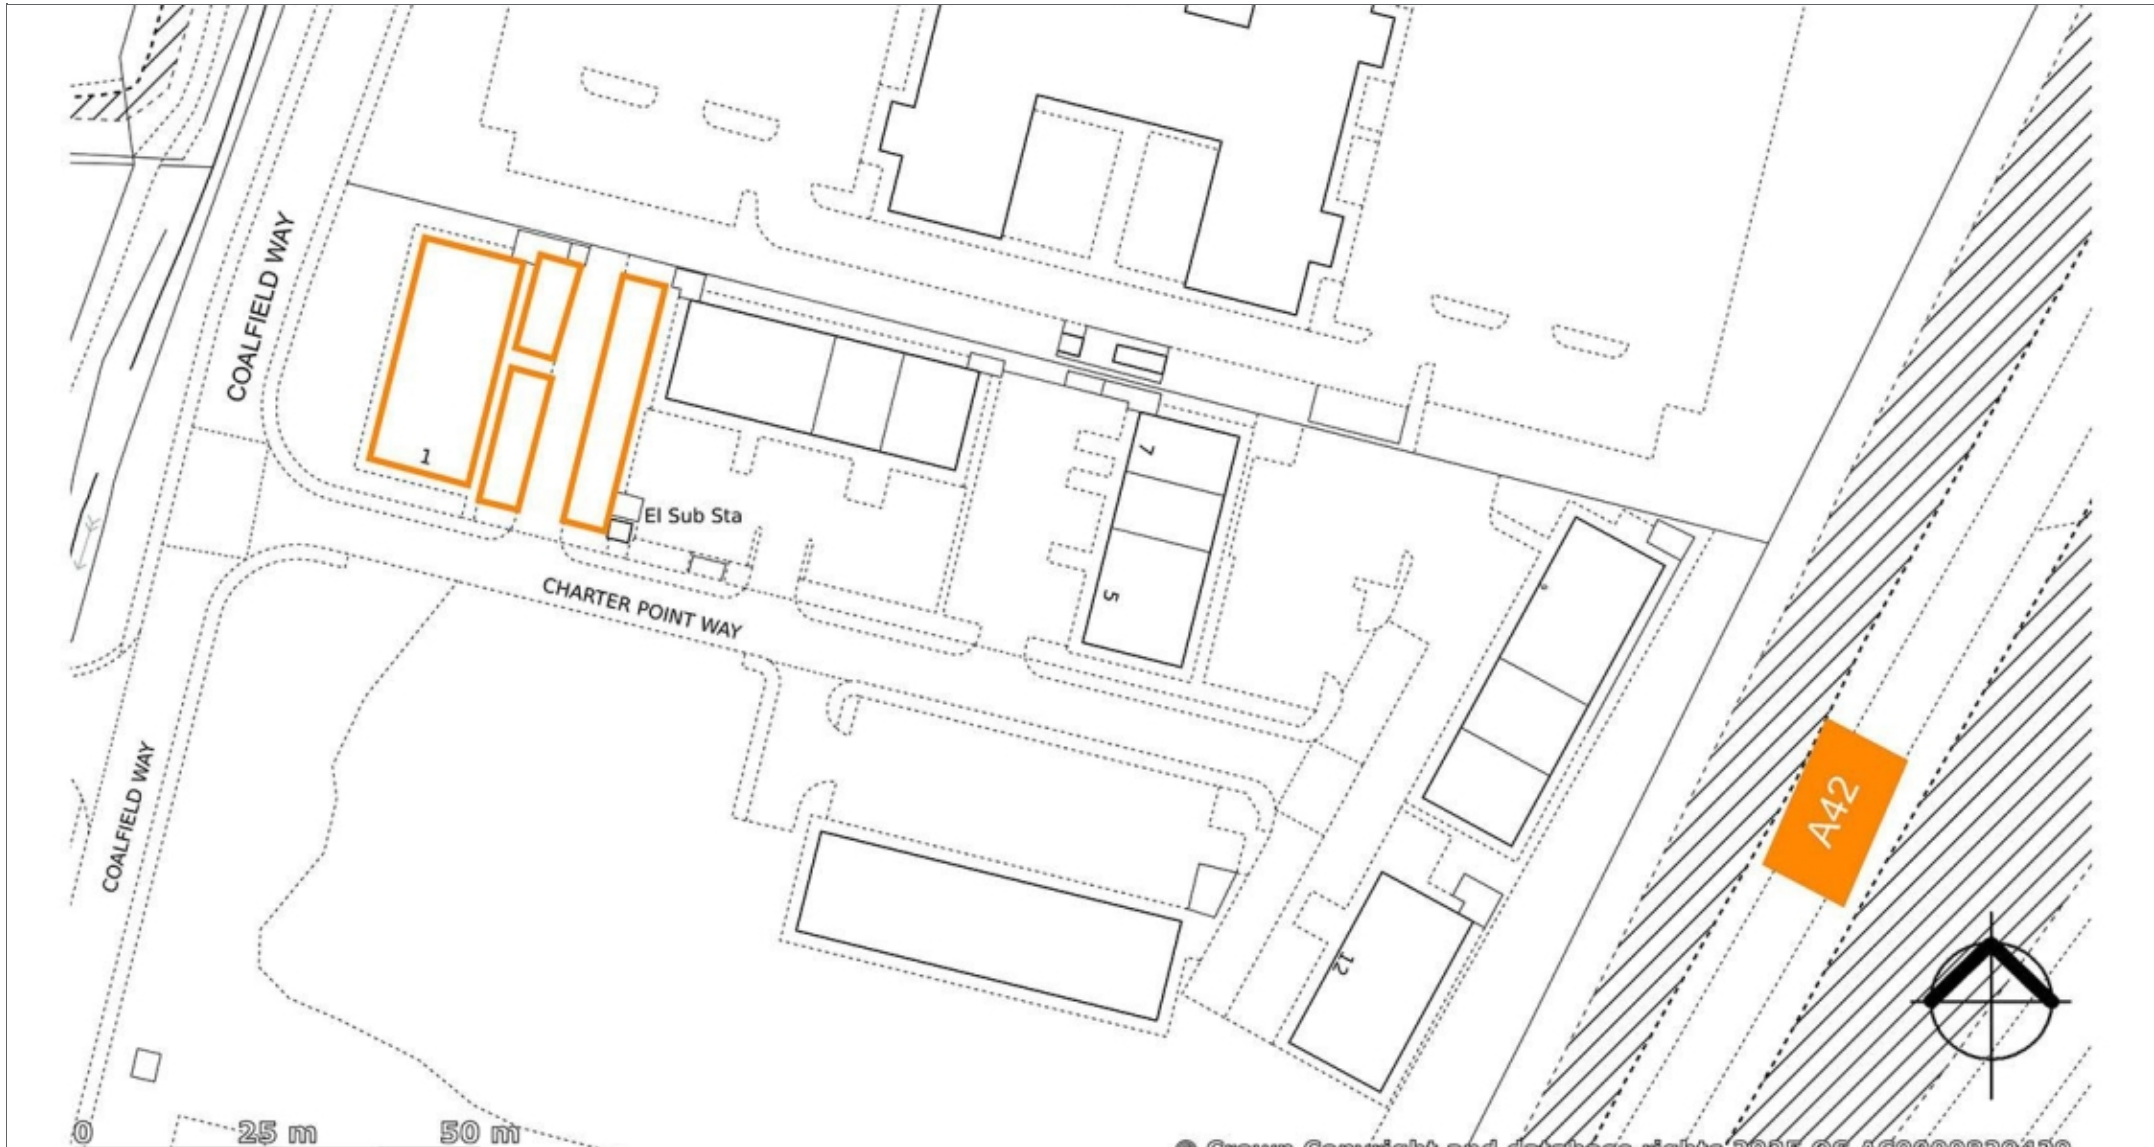 COALFIELD WAY
1
7
El Sub Sta
5
CHARTER POINT WAY
COALFIELD WAY
A42
12
0 25 m 50 m